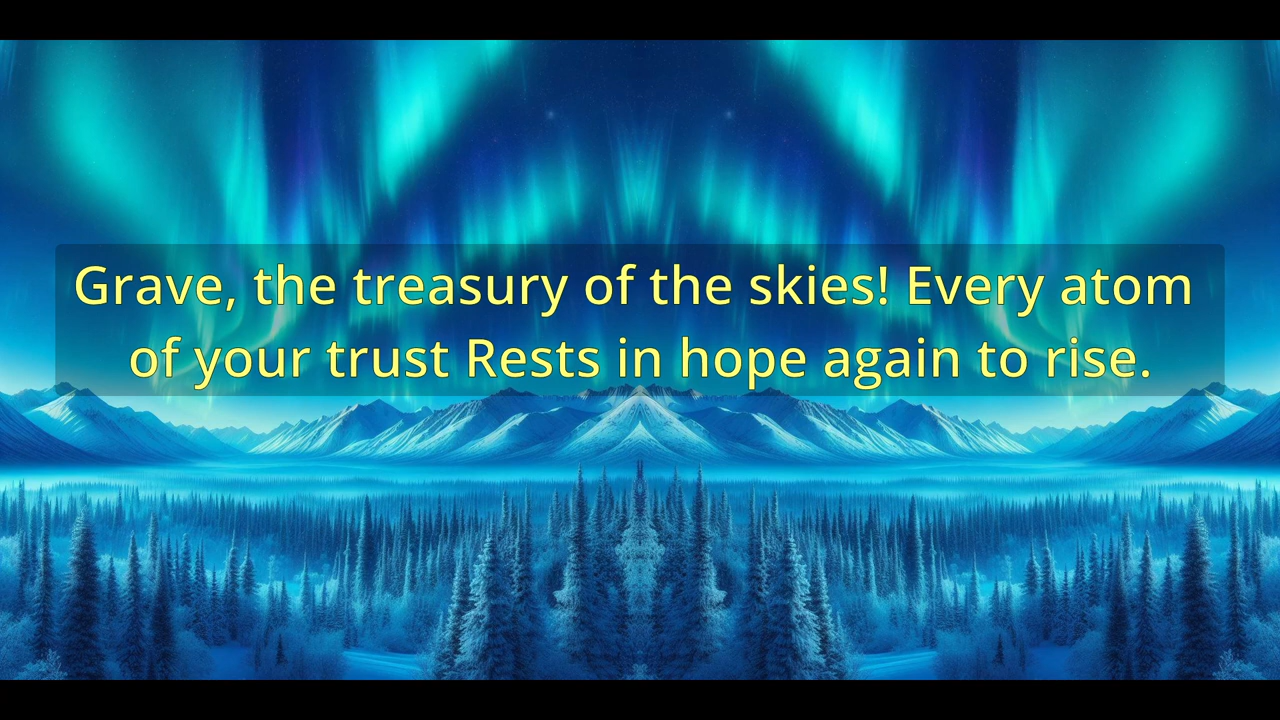 Grave, the treasury of the skies! Every atom
of your trust Rests in hope again to rise.